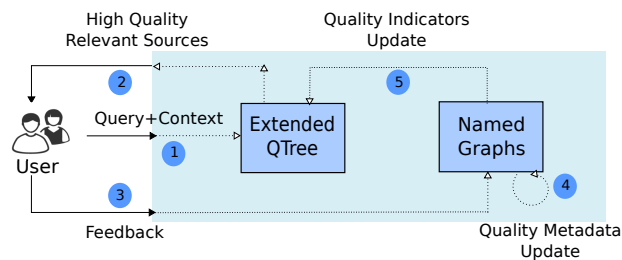 High Quality
Relevant Sources
Quality Indicators
Update
2
5
Query+Context
1
Extended
QTree
Named
Graphs
User
3
4
Feedback
Quality Metadata
Update